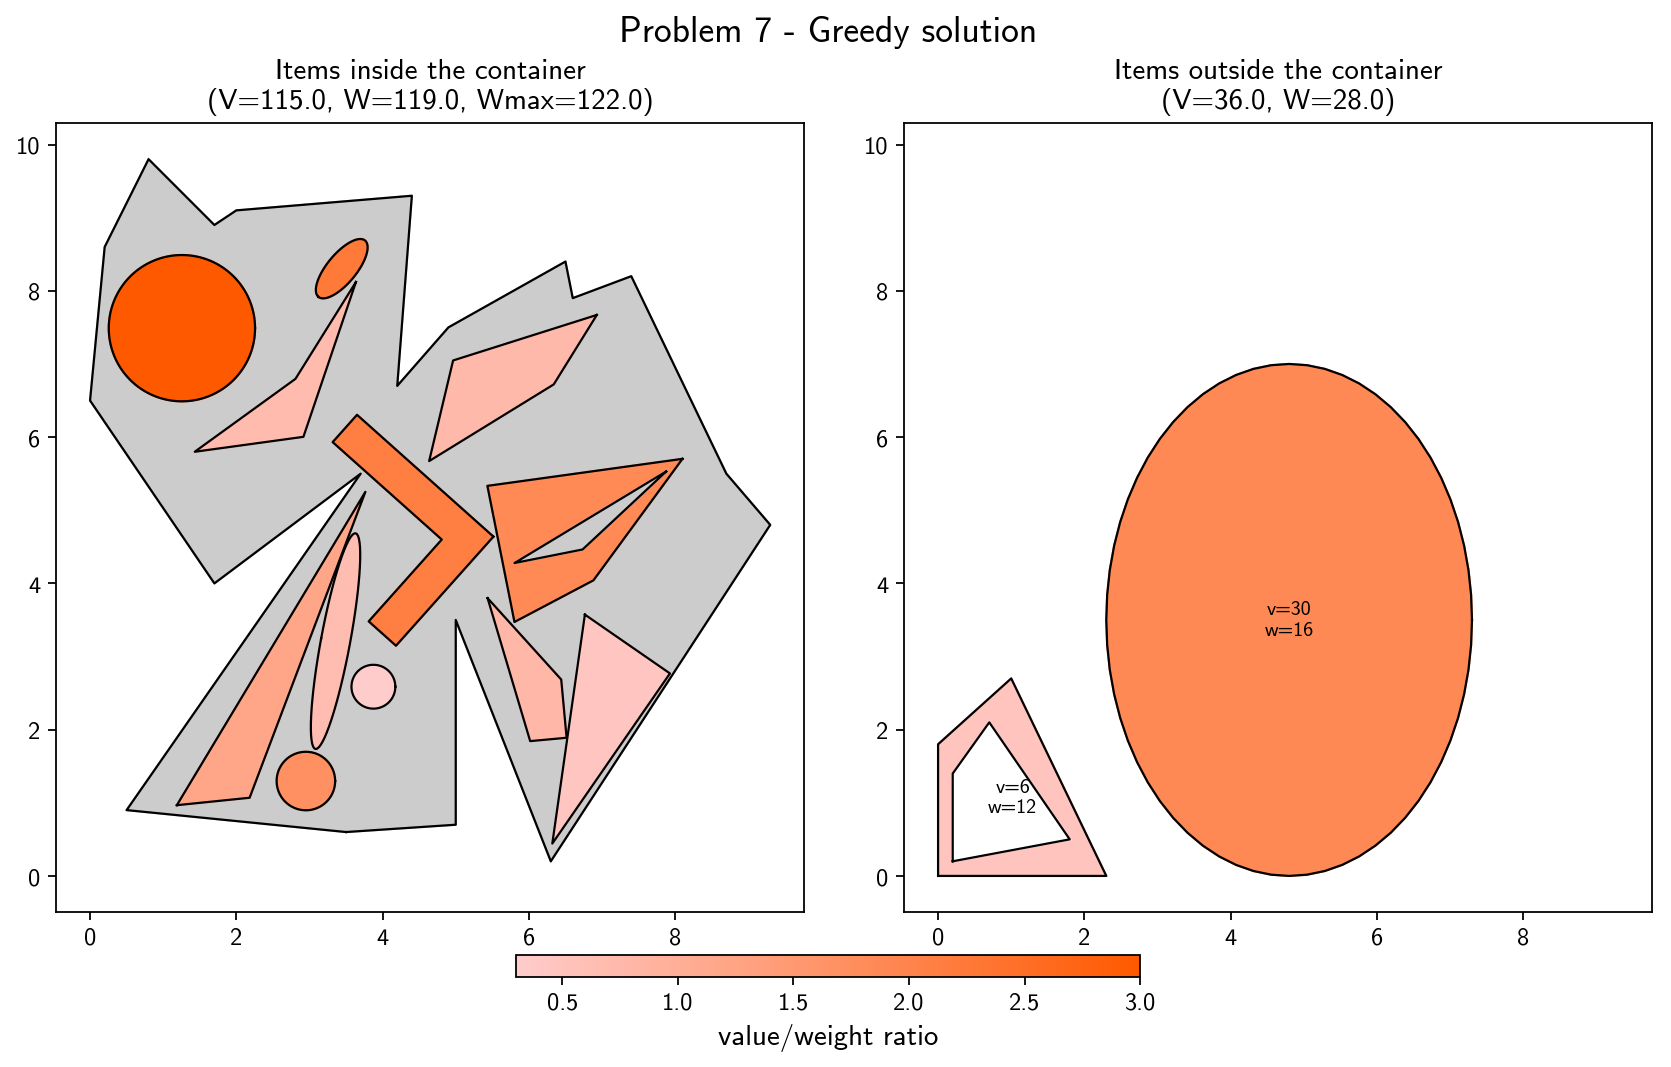 Problem 7 - Greedy solution
Items inside the container
(V=115.0, W=119.0, Wmax=122.0)
10
8
6
4
2
0
0 2 4 6 8
Items outside the container
(V=36.0, W=28.0)
10
8
6
4
2
0
v=30
w=16
v=6
w=12
0 2 4 6 8
0.5 1.0 1.5 2.0 2.5 3.0
value/weight ratio